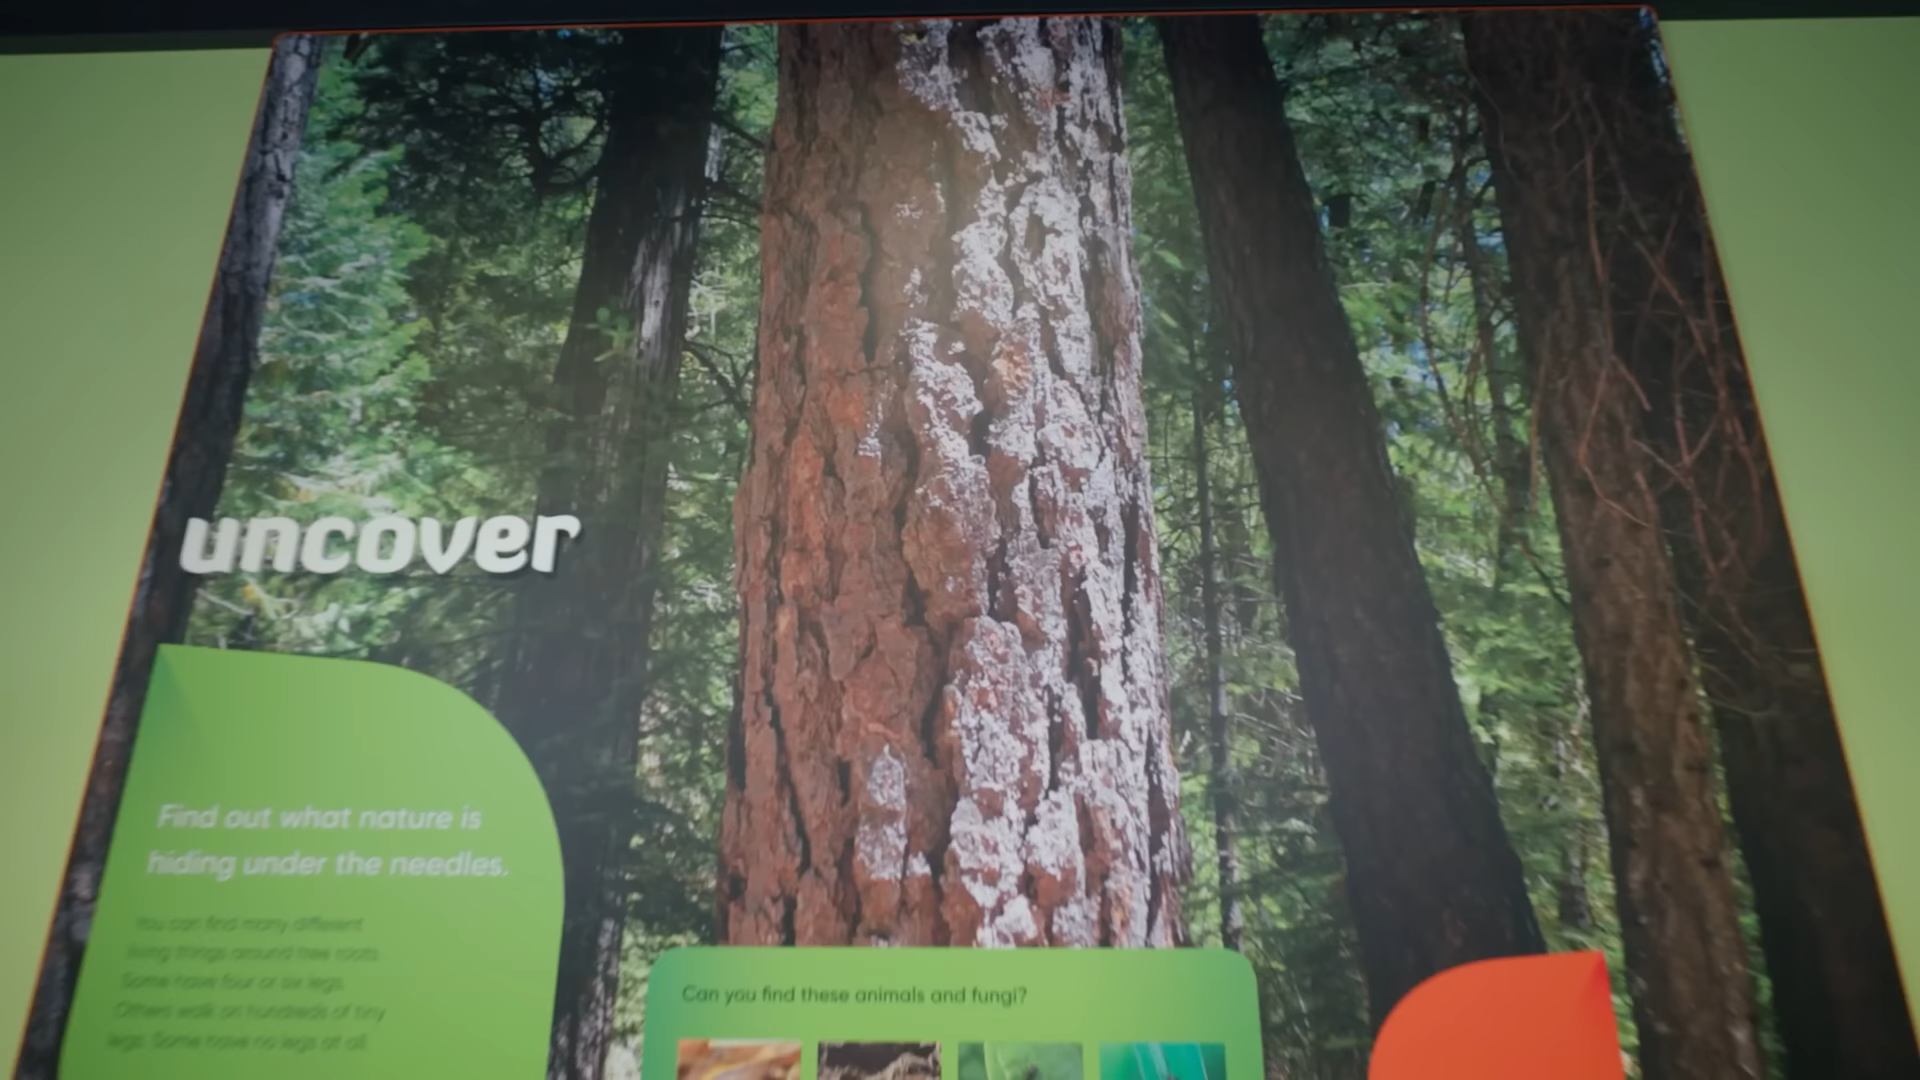 uncover
Find out what nature is
hiding under the needles.
You can find many different
living things around tree roots.
Some have four or six legs.
Others walk on hundreds of tiny
legs. Some have no legs at all.
Can you find these animals and fungi?